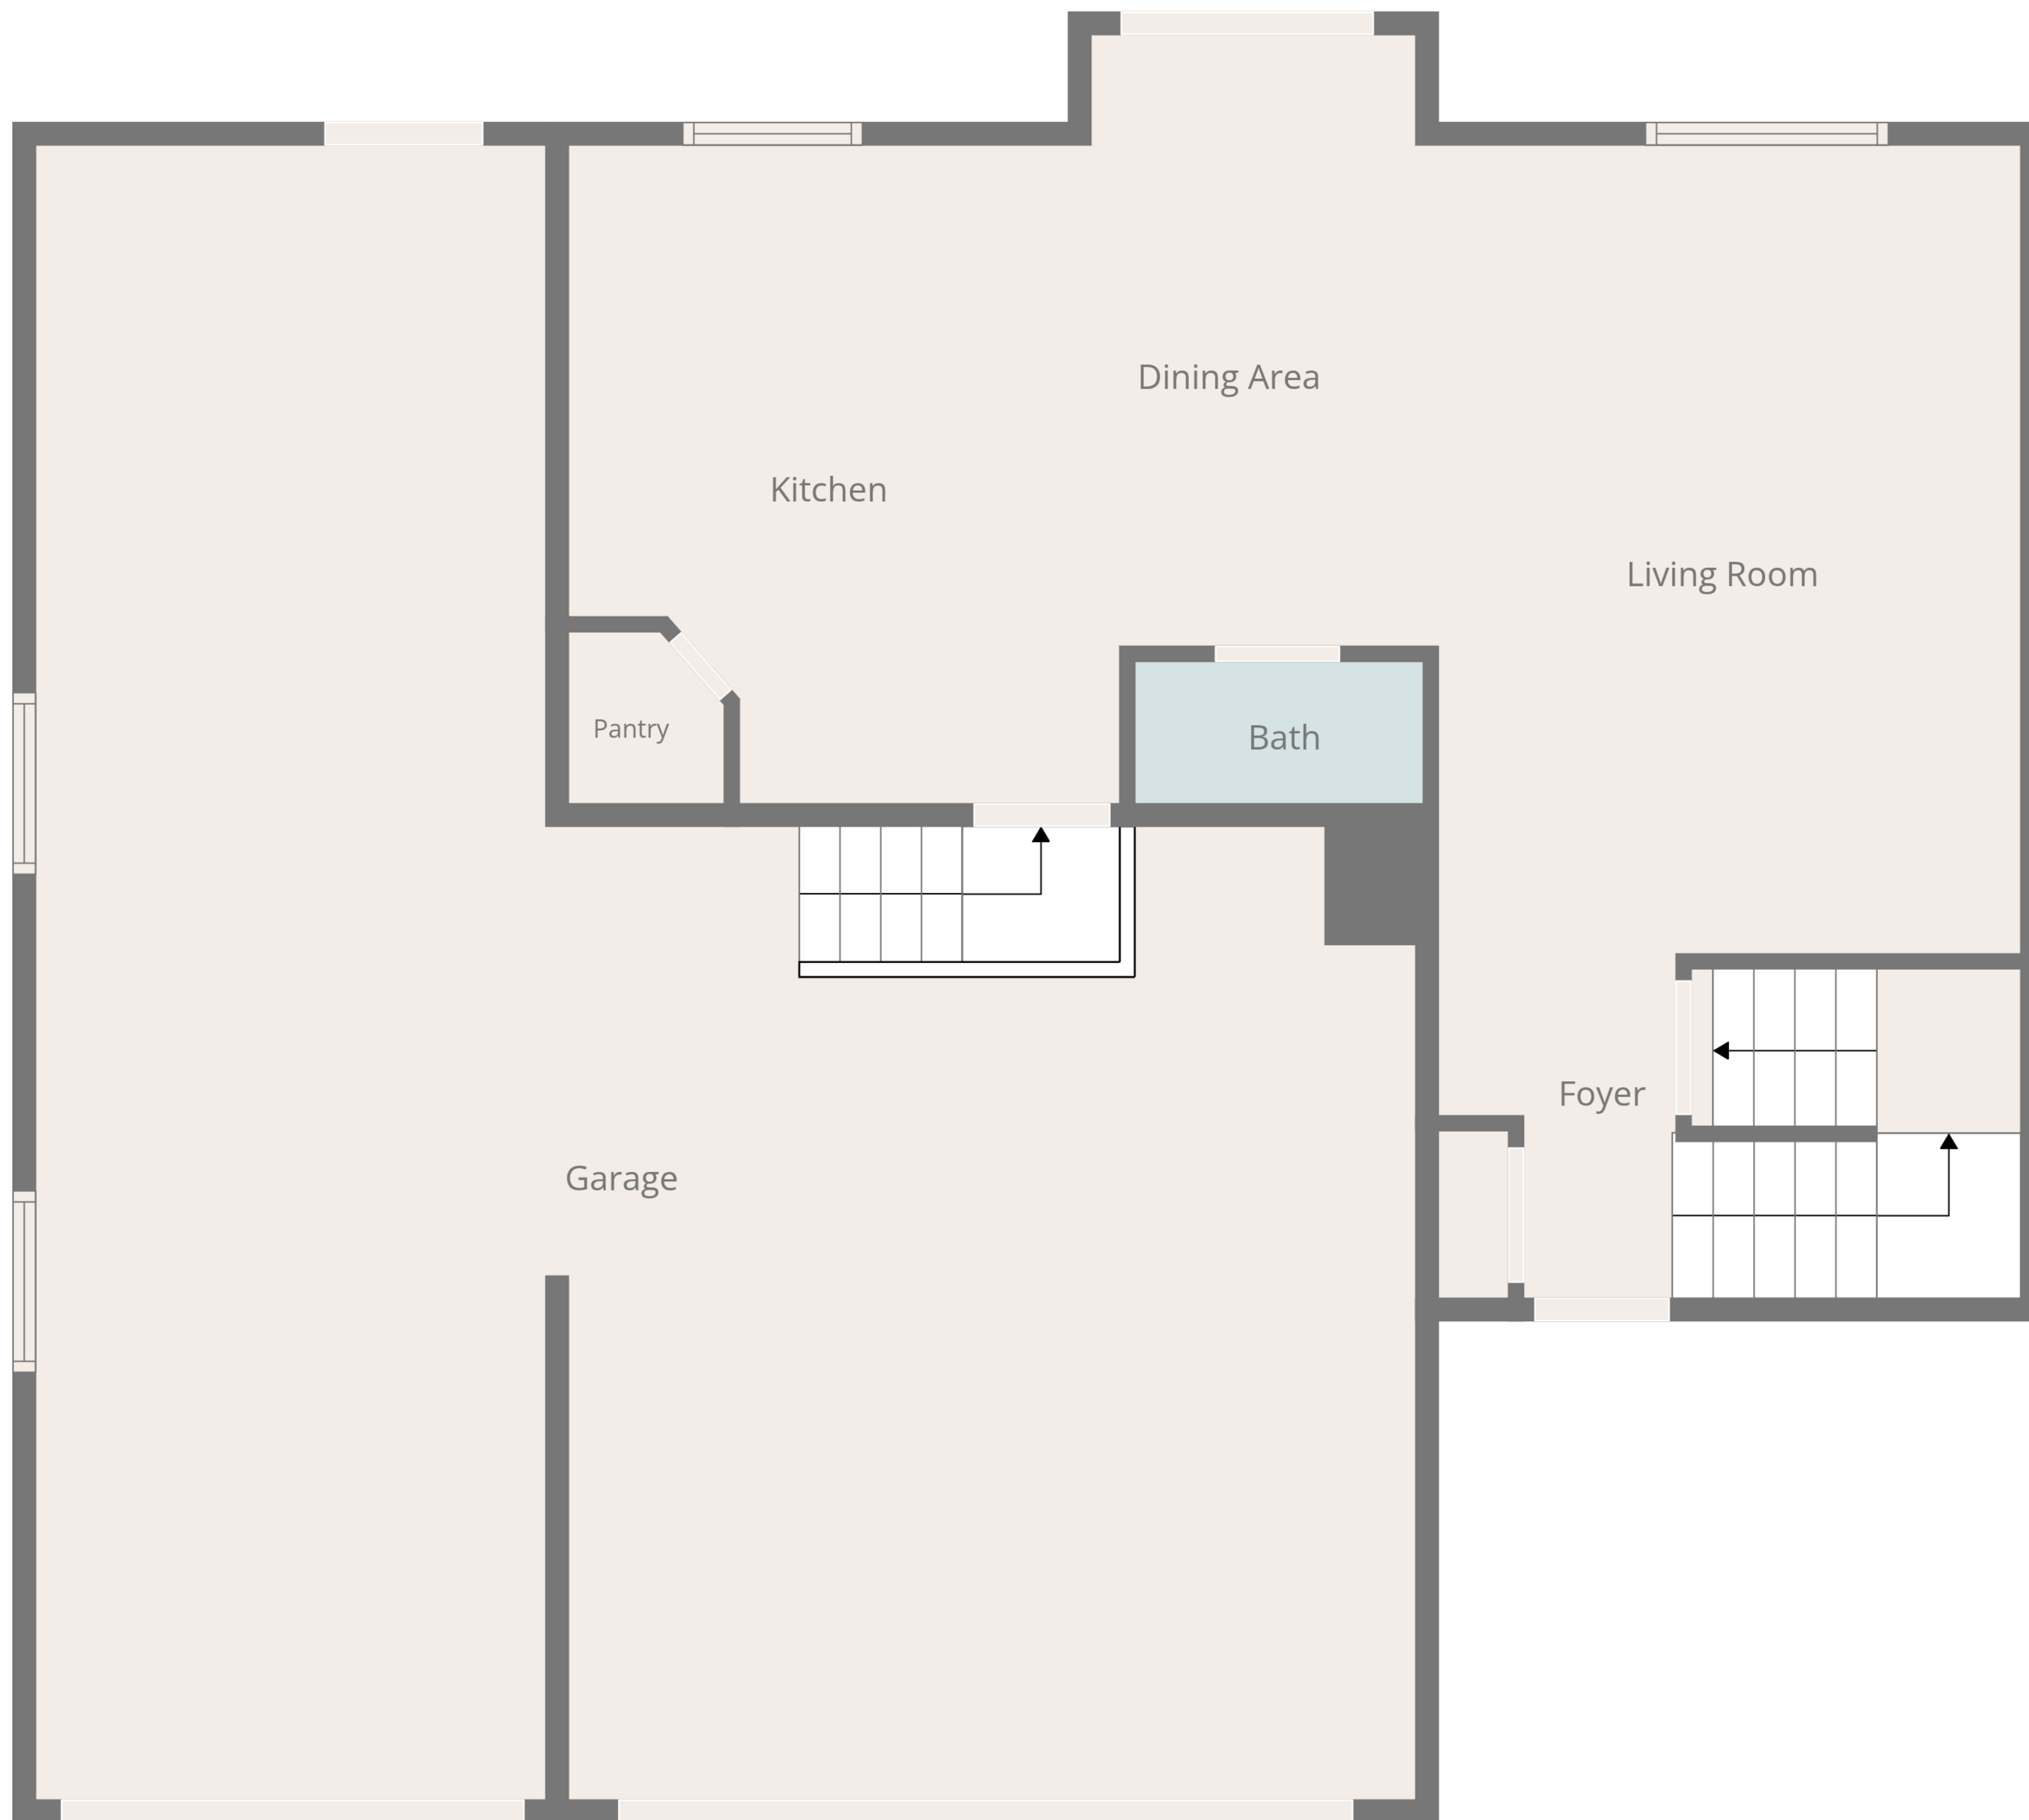 Dining Area
Kitchen
Living Room
Pantry
Bath
Foyer
Garage